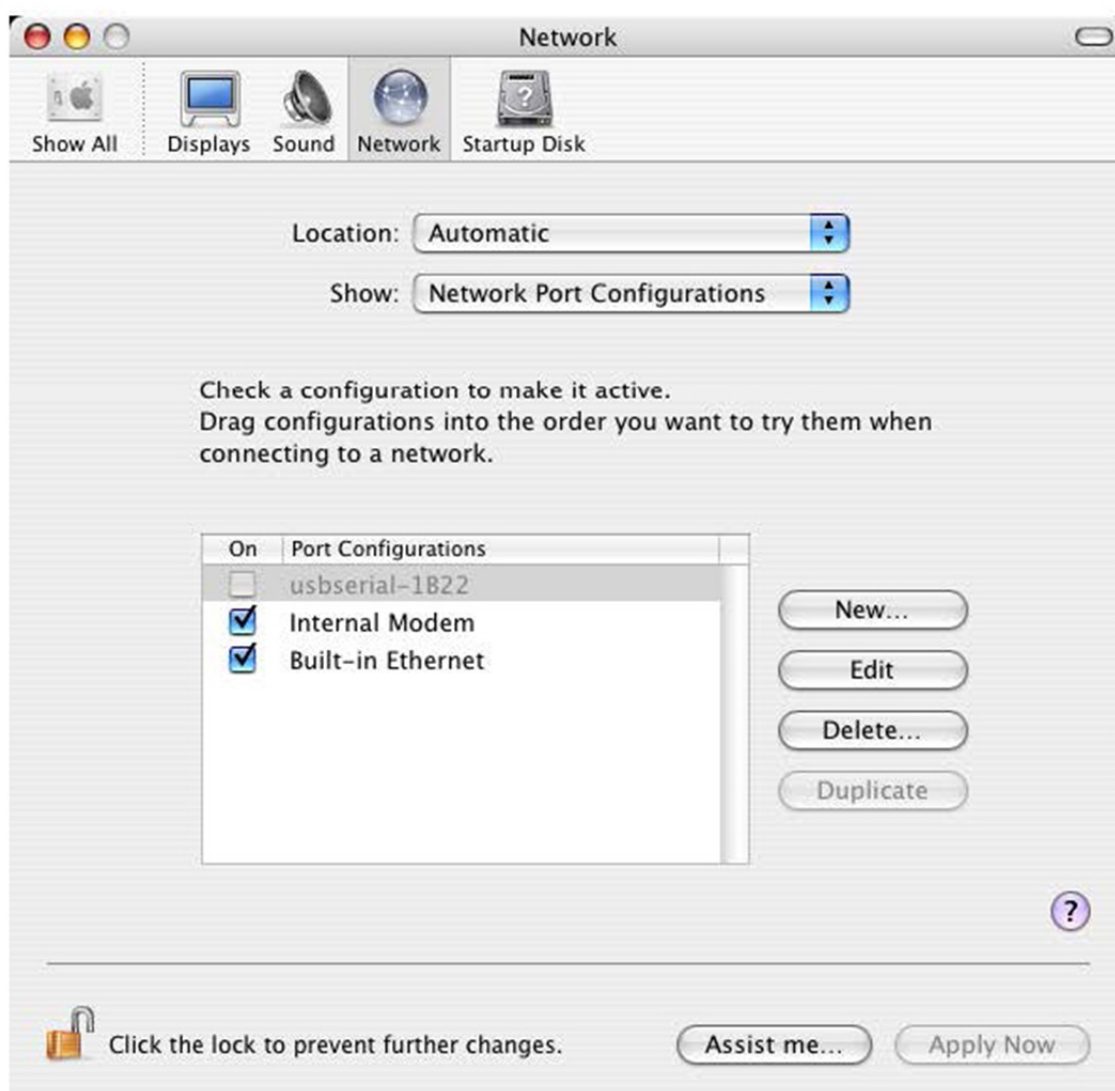 Network
Show All
Displays
Sound
Network
Startup Disk
Location: Automatic
Show: Network Port Configurations
Check a configuration to make it active.
Drag configurations into the order you want to try them when
connecting to a network.
On Port Configurations
usbserial-1B22
Internal Modem
Built-in Ethernet
New...
Edit
Delete...
Duplicate
?
Click the lock to prevent further changes.
Assist me...
Apply Now